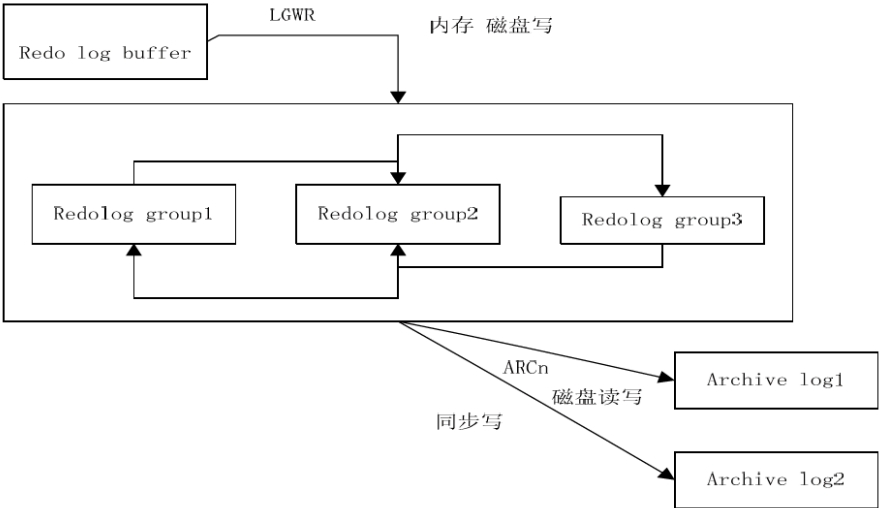 LGWR
内存 磁盘写
Redo log buffer
Redolog group1
Redolog group2
Redolog group3
ARCn
Archive log1
磁盘读写
同步写
Archive log2